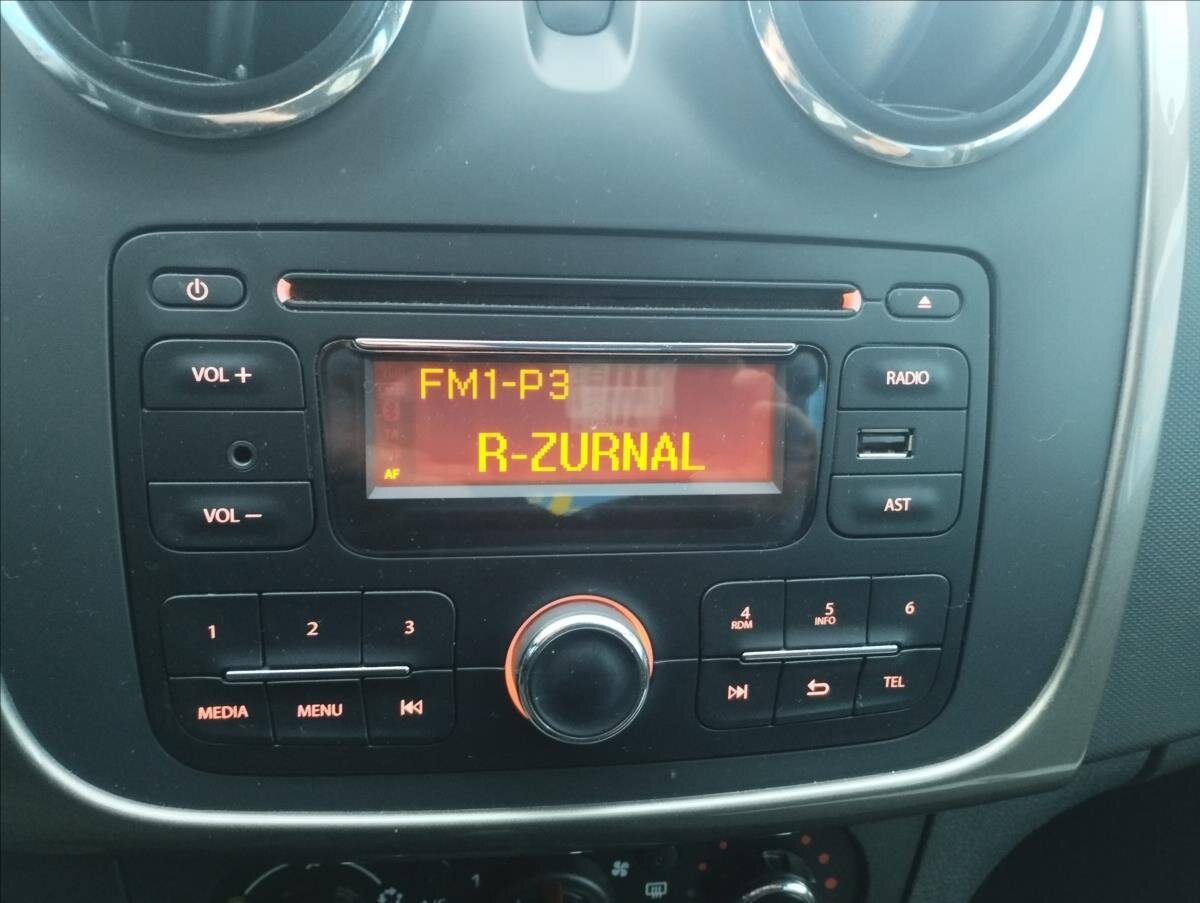 VOL +
FM1-P3
RADIO
AF
R-ZURNAL
VOL –
AST
1
2
3
4
RDM
5
INFO
6
MEDIA
MENU
TEL
1